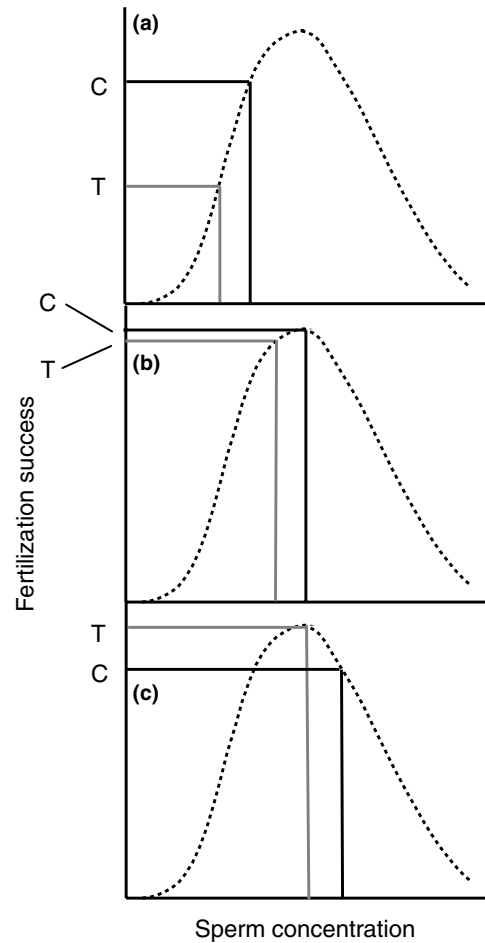 (a)
C
T
C
T
(b)
Fertilization success
T
C
(c)
Sperm concentration